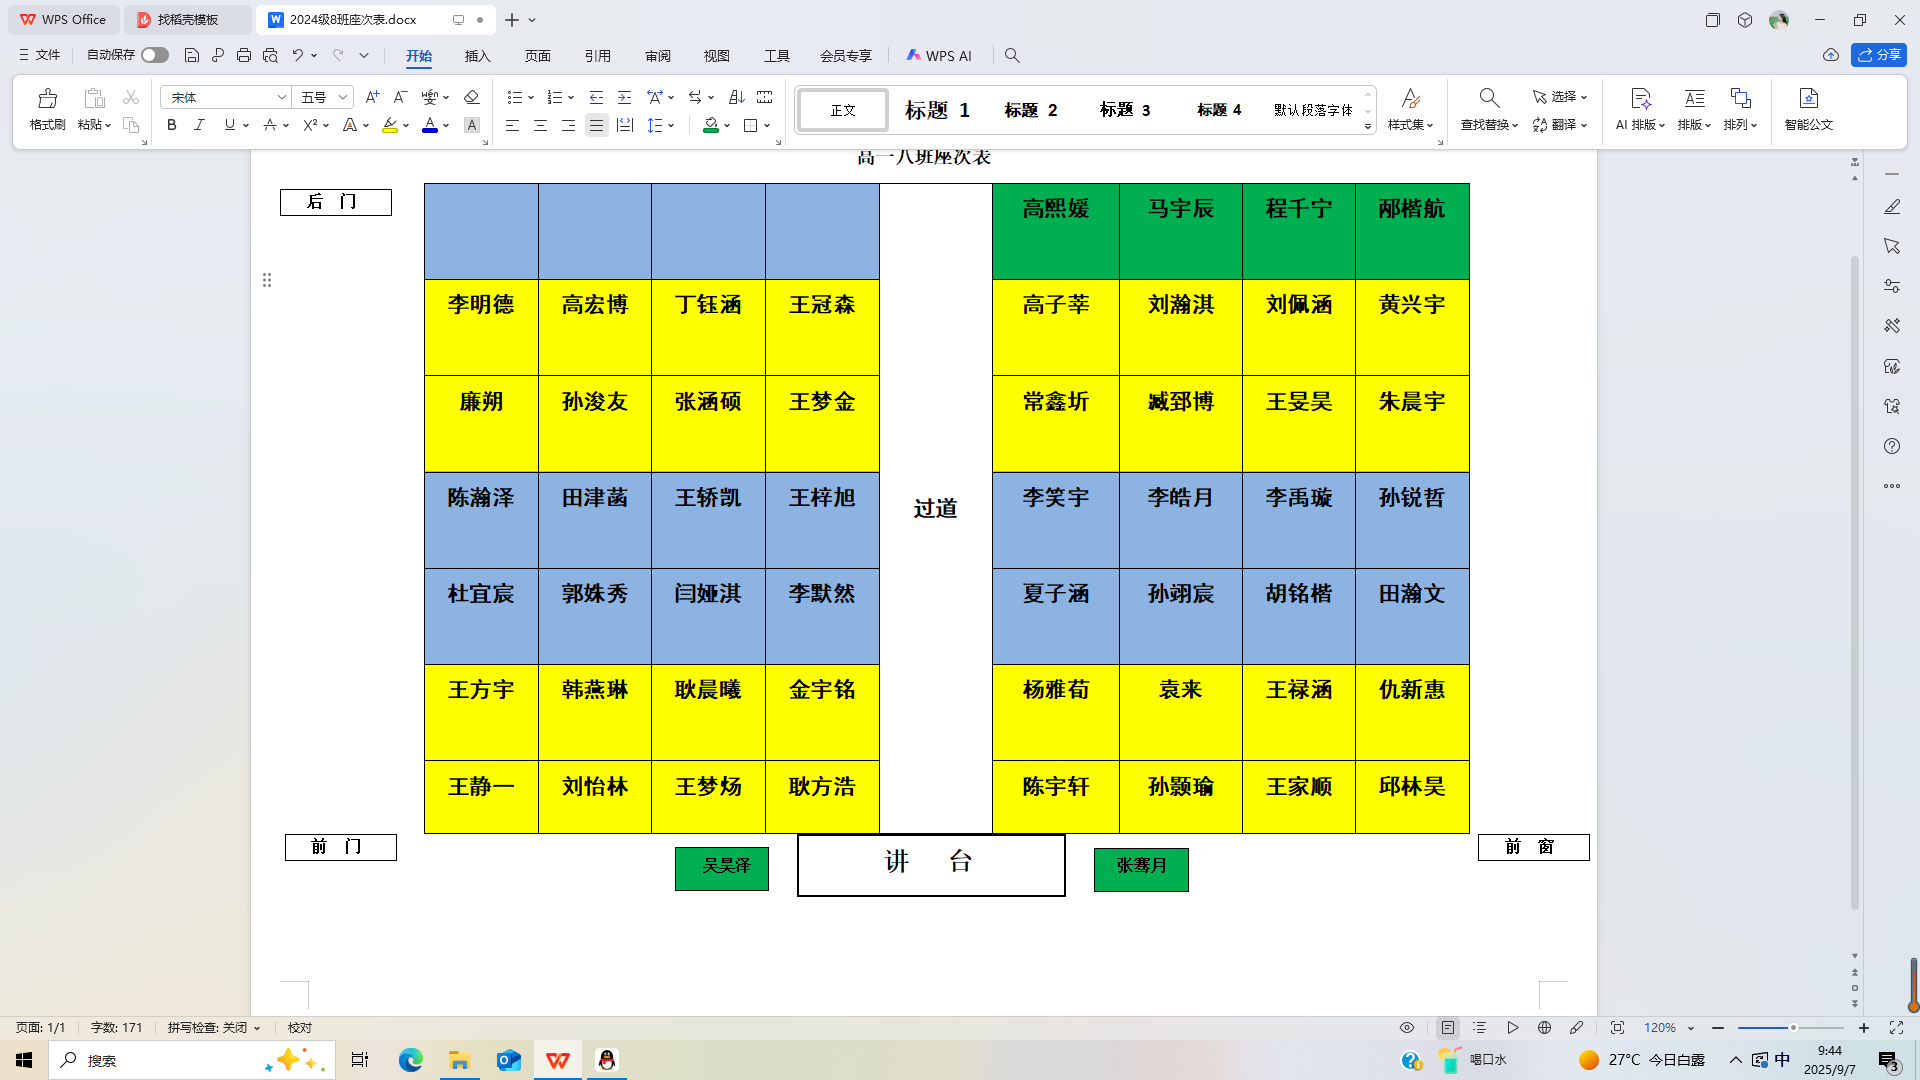 WPS Office 找稻壳模板 2024级8班座次表.docx
文件 自动保存 开始 插入 页面 引用 审阅 视图 工具 会员专享 WPS AI 分享
格式刷 粘贴 宋体 五号 正文 标题 1 标题 2 标题 3 标题 4 默认段落字体 样式集 查找替换 选择 翻译 AI 排版 排版 排列 智能公文
高一八班座次表
后 门
高熙媛 马宇辰 程千宁 邴楷航
李明德 高宏博 丁钰涵 王冠森 高子莘 刘瀚淇 刘佩涵 黄兴宇
廉朔 孙浚友 张涵硕 王梦金 常鑫圻 臧郅博 王旻昊 朱晨宇
陈瀚泽 田津菡 王轿凯 王梓旭 过道 李笑宇 李皓月 李禹璇 孙锐哲
杜宜宸 郭姝秀 闫娅淇 李默然 夏子涵 孙翊宸 胡铭楷 田瀚文
王方宇 韩燕琳 耿晨曦 金宇铭 杨雅荀 袁来 王禄涵 仇新惠
王静一 刘怡林 王梦炀 耿方浩 陈宇轩 孙颢瑜 王家顺 邱林昊
前 门 前 窗
吴昊泽 讲 台 张骞月
页面: 1/1 字数: 171 拼写检查: 关闭 校对 120%
搜索 喝口水 27°C 今日白露 中 9:44
2025/9/7 3